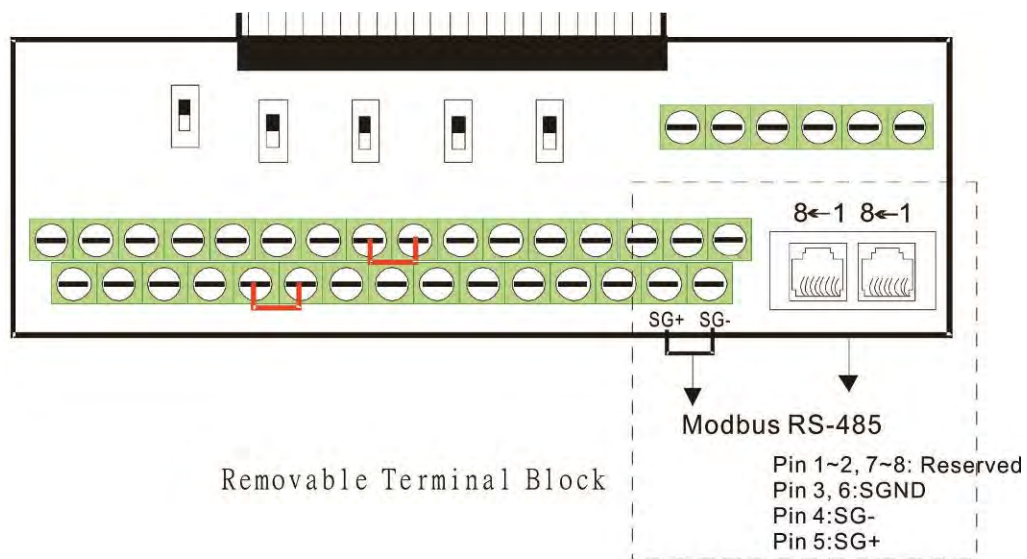 8←1 8←1
SG+ SG-
Modbus RS-485
Removable Terminal Block
Pin 1~2, 7~8: Reserved
Pin 3, 6:SGND
Pin 4:SG-
Pin 5:SG+